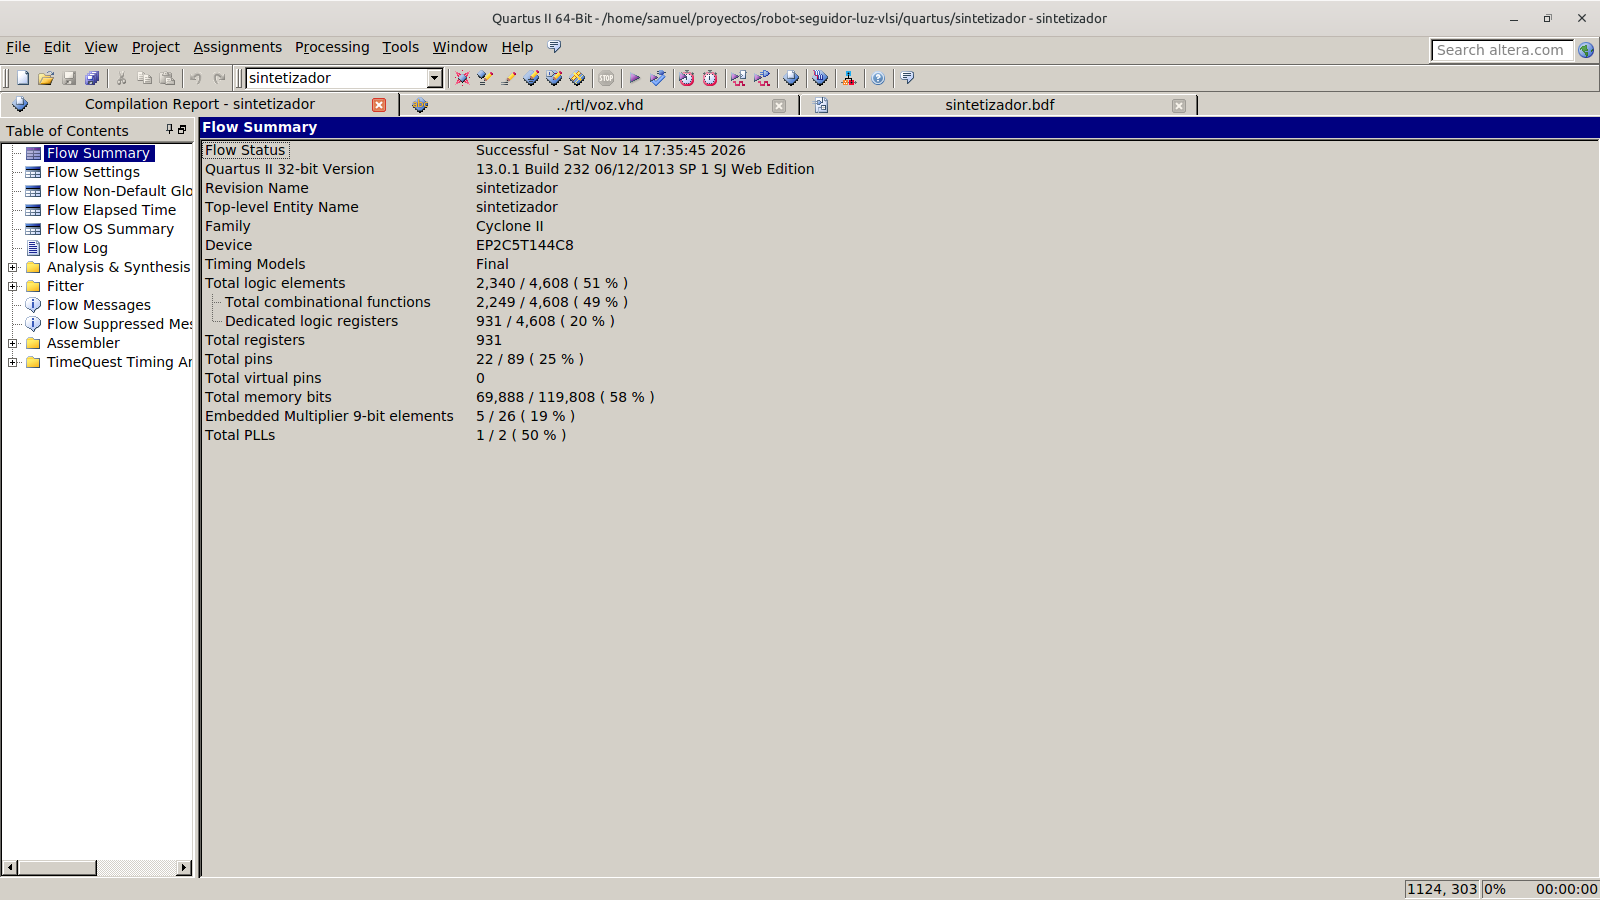 Quartus II 64-Bit - /home/samuel/proyectos/robot-seguidor-luz-vlsi/quartus/sintetizador - sintetizador
File Edit View Project Assignments Processing Tools Window Help
Search altera.com
sintetizador
STOP
Compilation Report - sintetizador
../rtl/voz.vhd
sintetizador.bdf
Table of Contents
Flow Summary
Flow Settings
Flow Non-Default Glo
Flow Elapsed Time
Flow OS Summary
Flow Log
Analysis & Synthesis
Fitter
Flow Messages
Flow Suppressed Mes
Assembler
TimeQuest Timing Ar
Flow Summary
Flow Status Successful - Sat Nov 14 17:35:45 2026
Quartus II 32-bit Version 13.0.1 Build 232 06/12/2013 SP 1 SJ Web Edition
Revision Name sintetizador
Top-level Entity Name sintetizador
Family Cyclone II
Device EP2C5T144C8
Timing Models Final
Total logic elements 2,340 / 4,608 ( 51 % )
Total combinational functions 2,249 / 4,608 ( 49 % )
Dedicated logic registers 931 / 4,608 ( 20 % )
Total registers 931
Total pins 22 / 89 ( 25 % )
Total virtual pins 0
Total memory bits 69,888 / 119,808 ( 58 % )
Embedded Multiplier 9-bit elements 5 / 26 ( 19 % )
Total PLLs 1 / 2 ( 50 % )
1124, 303 0% 00:00:00